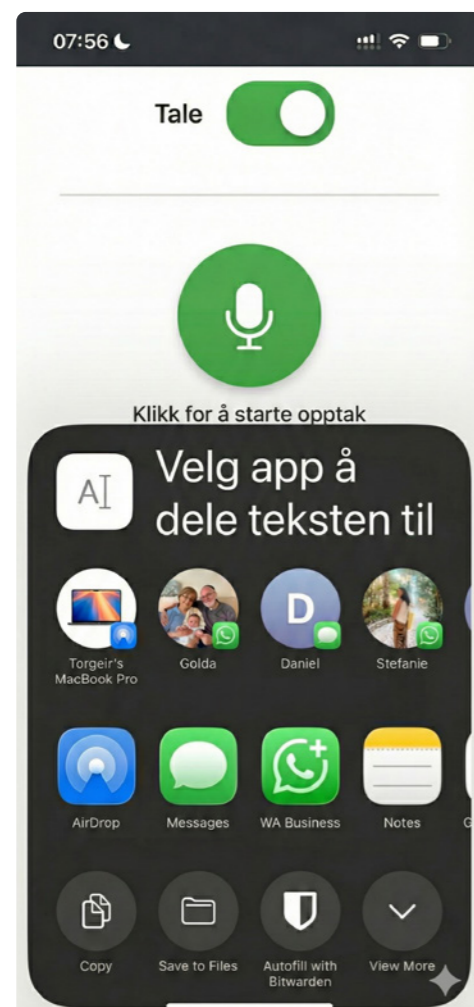 07:56
Tale
Klikk for å starte opptak
AI
Velg app å
dele teksten til
D
Torgeir's
MacBook Pro
Golda
Daniel
Stefanie
AirDrop
Messages
WA Business
Notes
G
Copy
Save to Files
Autofill with
Bitwarden
View More